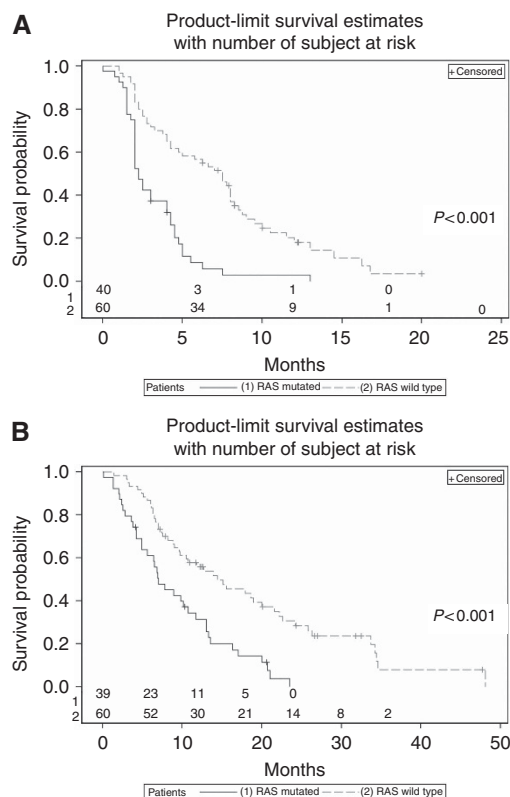 A
Product-limit survival estimates
with number of subject at risk
+ Censored
Survival probability
1.0
0.8
0.6
0.4
0.2
0.0
P<0.001
1 40 3 1 0
2 60 34 9 1 0
0 5 10 15 20 25
Months
Patients (1) RAS mutated (2) RAS wild type
B
Product-limit survival estimates
with number of subject at risk
+ Censored
Survival probability
1.0
0.8
0.6
0.4
0.2
0.0
P<0.001
1 39 23 11 5 0
2 60 52 30 21 14 8 2
0 10 20 30 40 50
Months
Patients (1) RAS mutated (2) RAS wild type